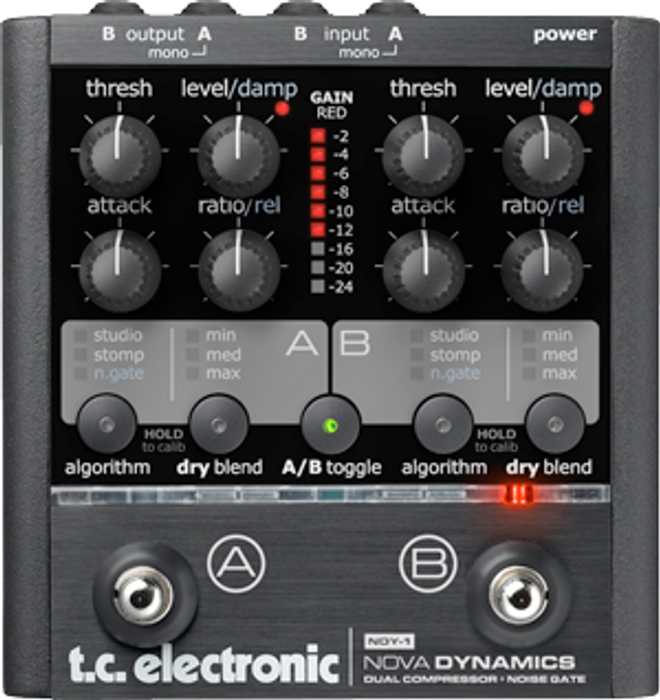 B output A
mono
B input A
mono
power
thresh level/damp
GAIN
RED
thresh level/damp
-2
-4
-6
-8
-10
-12
-16
-20
-24
attack ratio/rel
attack ratio/rel
studio
stomp
n.gate
min
med
max
A B
studio
stomp
n.gate
min
med
max
HOLD
to calib
HOLD
to calib
algorithm dry blend A/B toggle algorithm dry blend
A B
t.c. electronic
NDY-1
NOVA DYNAMICS
DUAL COMPRESSOR • NOISE GATE